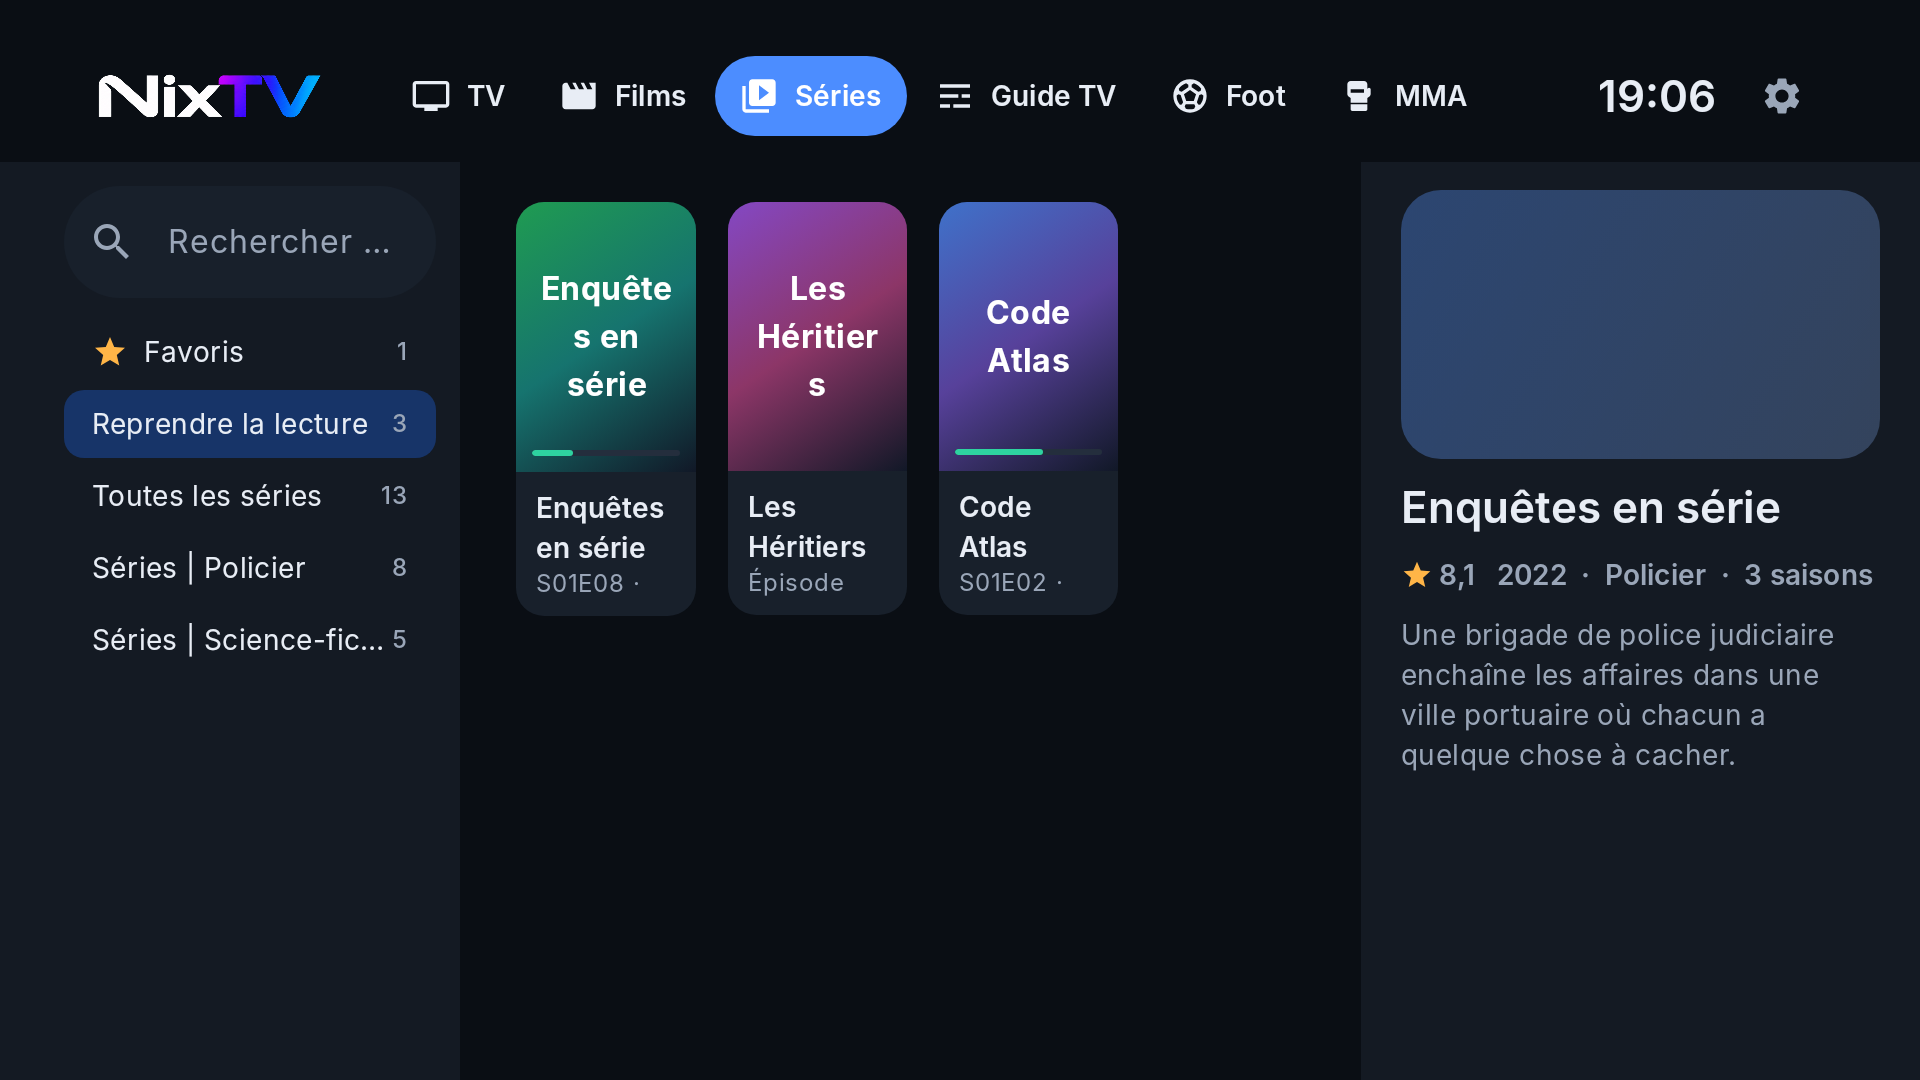 NixTV
TV
Films
Séries
Guide TV
Foot
MMA
19:06
Rechercher ...
Favoris 1
Reprendre la lecture 3
Toutes les séries 13
Séries | Policier 8
Séries | Science-fic... 5
Enquête
s en
série
Enquêtes
en série
S01E08 ·
Les
Héritier
s
Les
Héritiers
Épisode
Code
Atlas
Code
Atlas
S01E02 ·
Enquêtes en série
8,1 2022 · Policier · 3 saisons
Une brigade de police judiciaire
enchaîne les affaires dans une
ville portuaire où chacun a
quelque chose à cacher.